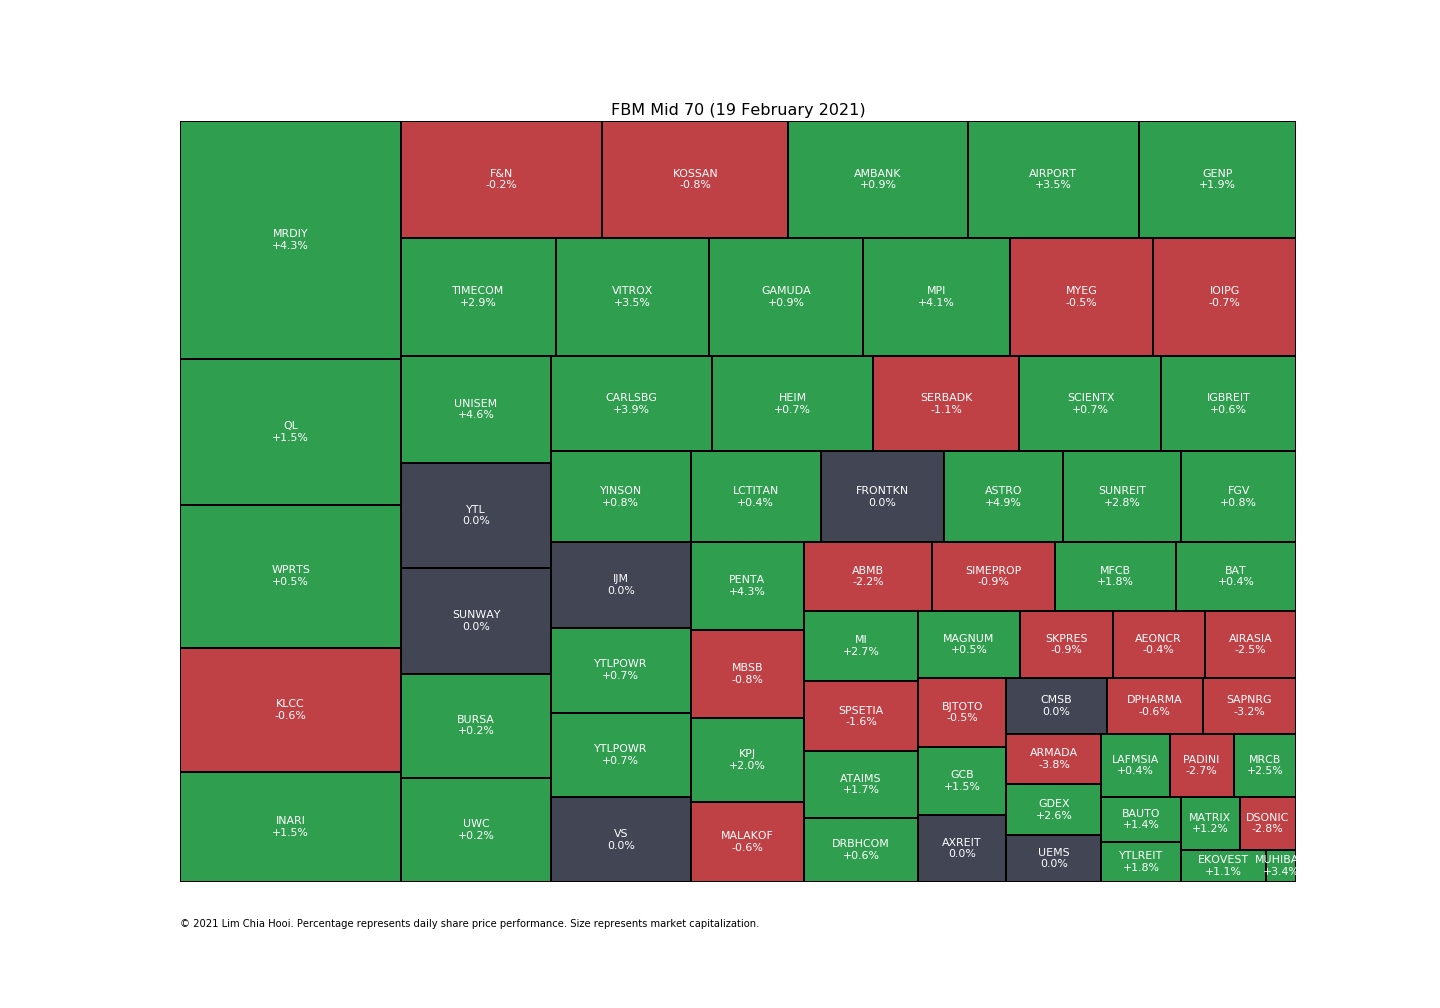 FBM Mid 70 (19 February 2021)
MRDIY
+4.3%
QL
+1.5%
WPRTS
+0.5%
KLCC
-0.6%
INARI
+1.5%
F&N
-0.2%
KOSSAN
-0.8%
AMBANK
+0.9%
AIRPORT
+3.5%
GENP
+1.9%
TIMECOM
+2.9%
VITROX
+3.5%
GAMUDA
+0.9%
MPI
+4.1%
MYEG
-0.5%
IOIPG
-0.7%
UNISEM
+4.6%
YTL
0.0%
SUNWAY
0.0%
BURSA
+0.2%
UWC
+0.2%
CARLSBG
+3.9%
HEIM
+0.7%
SERBADK
-1.1%
SCIENTX
+0.7%
IGBREIT
+0.6%
YINSON
+0.8%
LCTITAN
+0.4%
FRONTKN
0.0%
ASTRO
+4.9%
SUNREIT
+2.8%
FGV
+0.8%
IJM
0.0%
YTLPOWR
+0.7%
YTLPOWR
+0.7%
VS
0.0%
PENTA
+4.3%
MBSB
-0.8%
KPJ
+2.0%
MALAKOF
-0.6%
ABMB
-2.2%
SIMEPROP
-0.9%
MFCB
+1.8%
BAT
+0.4%
MI
+2.7%
SPSETIA
-1.6%
ATAIMS
+1.7%
DRBHCOM
+0.6%
MAGNUM
+0.5%
SKPRES
-0.9%
AEONCR
-0.4%
AIRASIA
-2.5%
BJTOTO
-0.5%
GCB
+1.5%
AXREIT
0.0%
CMSB
0.0%
DPHARMA
-0.6%
SAPNRG
-3.2%
ARMADA
-3.8%
GDEX
+2.6%
UEMS
0.0%
LAFMSIA
+0.4%
PADINI
-2.7%
MRCB
+2.5%
BAUTO
+1.4%
YTLREIT
+1.8%
MATRIX
+1.2%
DSONIC
-2.8%
EKOVEST
+1.1%
MUHIBA
+3.4%
© 2021 Lim Chia Hooi. Percentage represents daily share price performance. Size represents market capitalization.